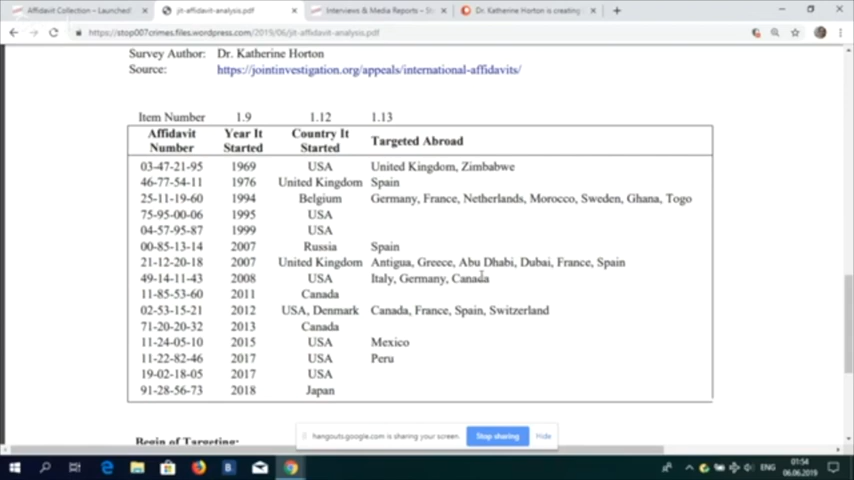 Affidavit Collection – Launched!
jit-affidavit-analysis.pdf
Interviews & Media Reports – St
Dr. Katherine Horton is creating
https://stop007crimes.files.wordpress.com/2019/06/jit-affidavit-analysis.pdf
Survey Author: Dr. Katherine Horton
Source: https://jointinvestigation.org/appeals/international-affidavits/
Item Number 1.9 1.12 1.13
Affidavit Number Year It Started Country It Started Targeted Abroad
03-47-21-95 1969 USA United Kingdom, Zimbabwe
46-77-54-11 1976 United Kingdom Spain
25-11-19-60 1994 Belgium Germany, France, Netherlands, Morocco, Sweden, Ghana, Togo
75-95-00-06 1995 USA
04-57-95-87 1999 USA
00-85-13-14 2007 Russia Spain
21-12-20-18 2007 United Kingdom Antigua, Greece, Abu Dhabi, Dubai, France, Spain
49-14-11-43 2008 USA Italy, Germany, Canada
11-85-53-60 2011 Canada
02-53-15-21 2012 USA, Denmark Canada, France, Spain, Switzerland
71-20-20-32 2013 Canada
11-24-05-10 2015 USA Mexico
11-22-82-46 2017 USA Peru
19-02-18-05 2017 USA
91-28-56-73 2018 Japan
hangouts.google.com is sharing your screen. Stop sharing Hide
Begin of Targeting:
ENG
01:54
06.06.2019